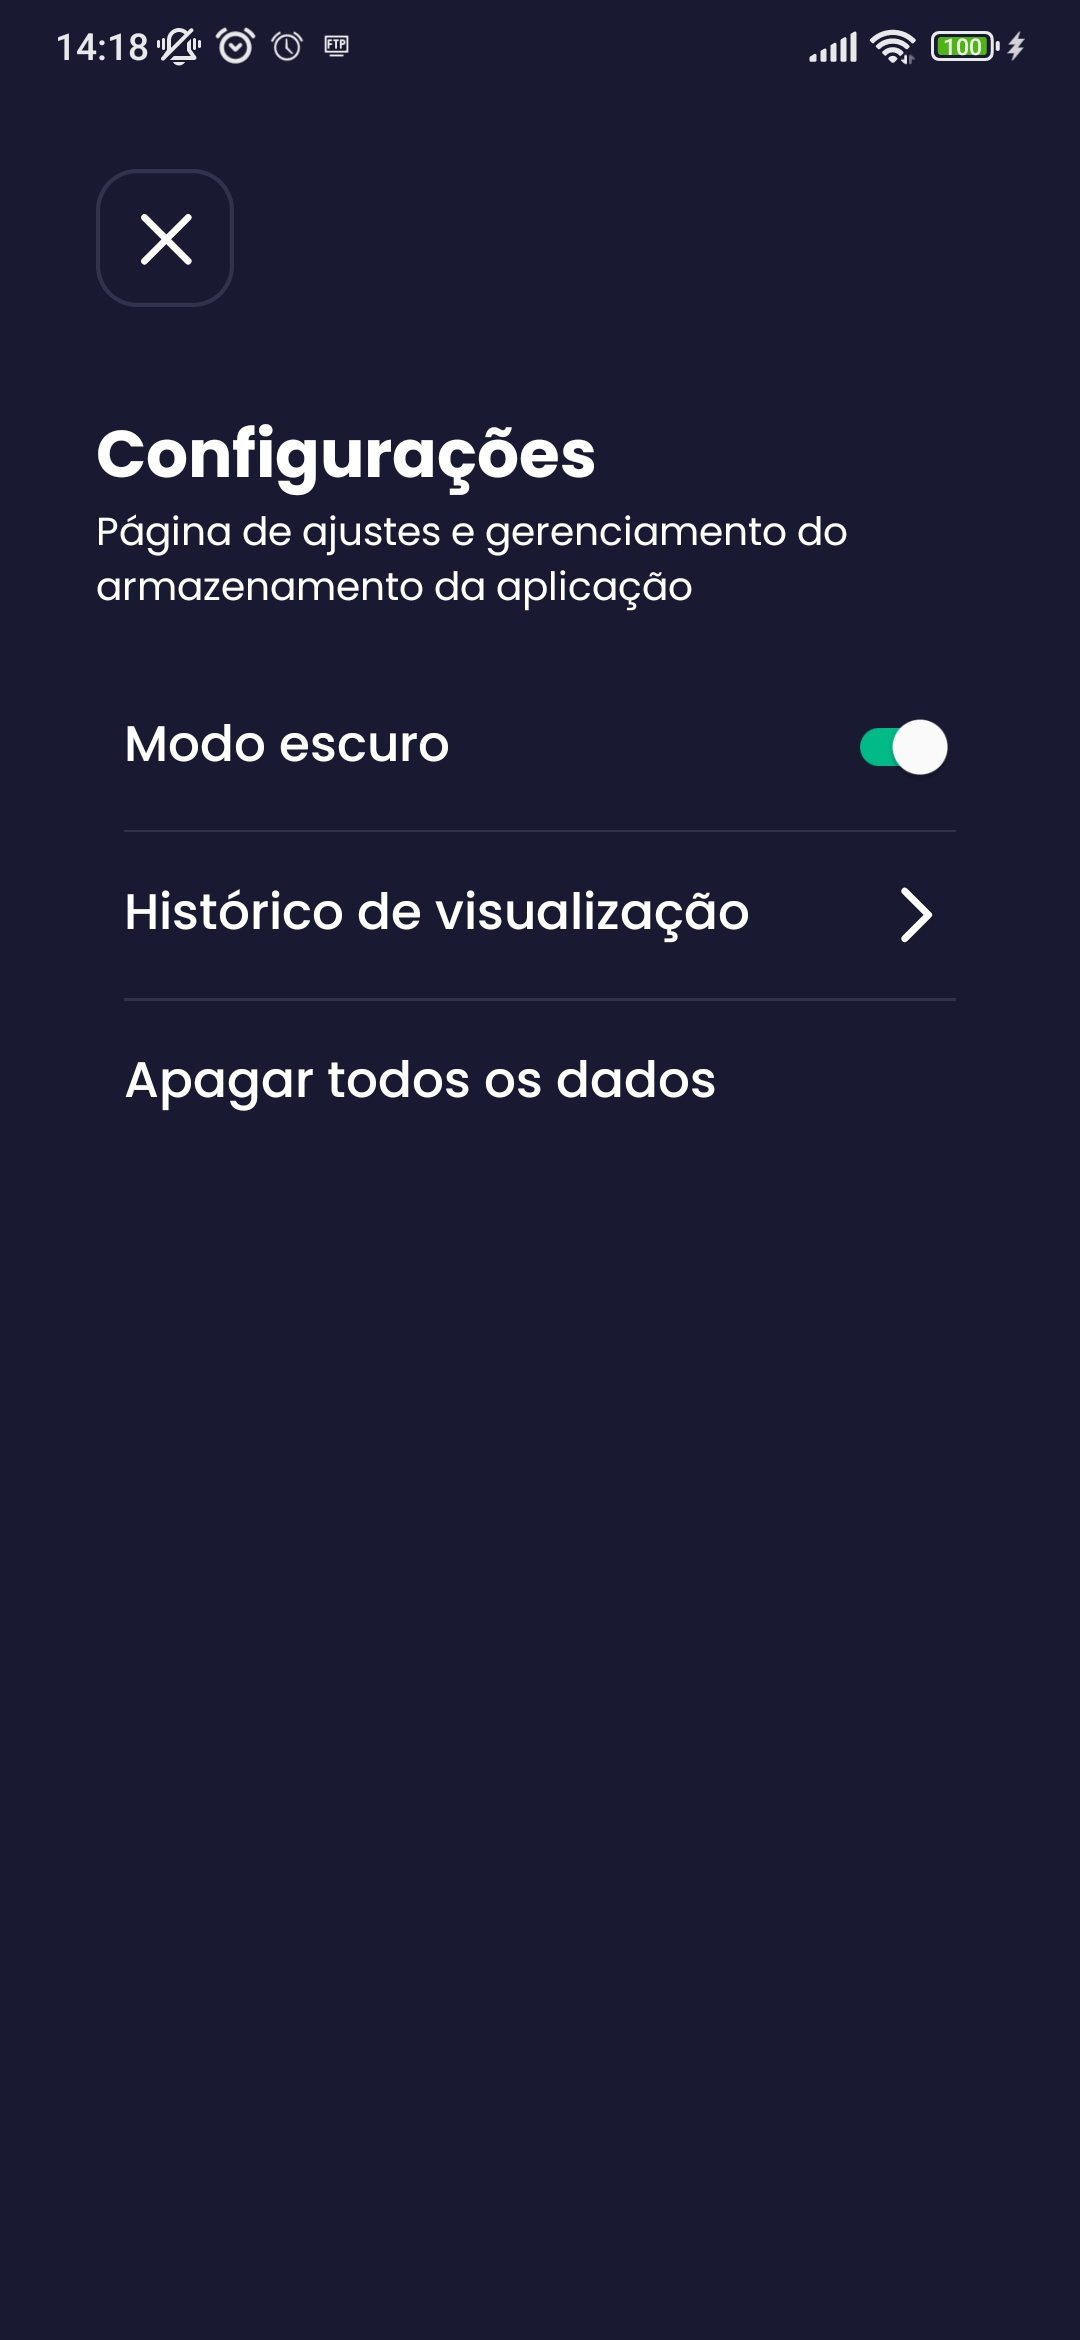 14:18 FTP 100
Configurações
Página de ajustes e gerenciamento do
armazenamento da aplicação
Modo escuro
Histórico de visualização
Apagar todos os dados